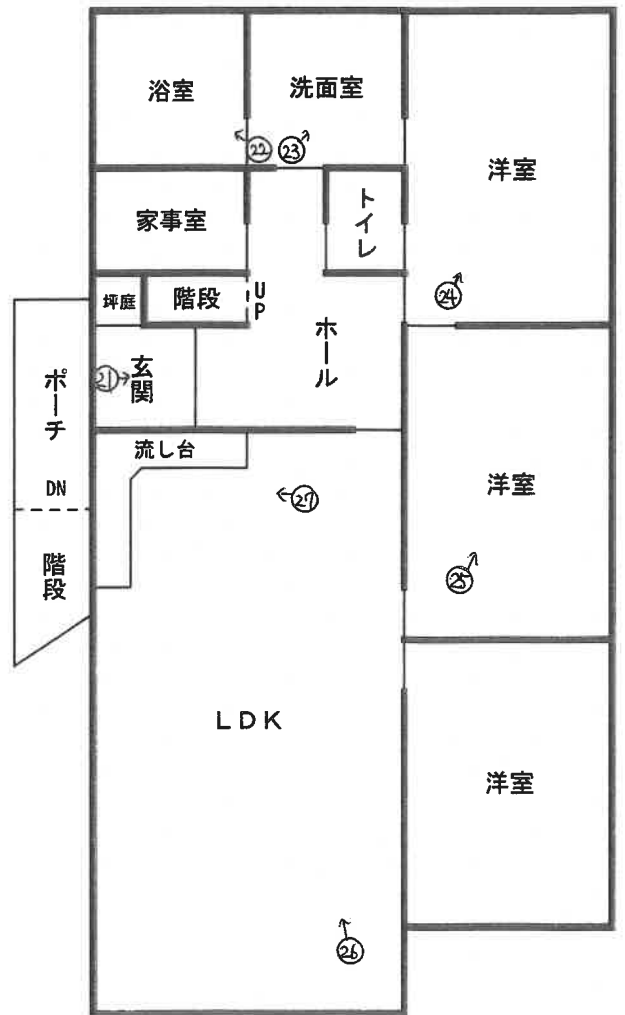 浴室
洗面室
洋室
㉒
㉓
家事室
トイレ
㉔
坪庭
階段
UP
ホール
ポーチ
㉑
玄関
流し台
DN
㉗
洋室
階段
㉕
LDK
洋室
㉖